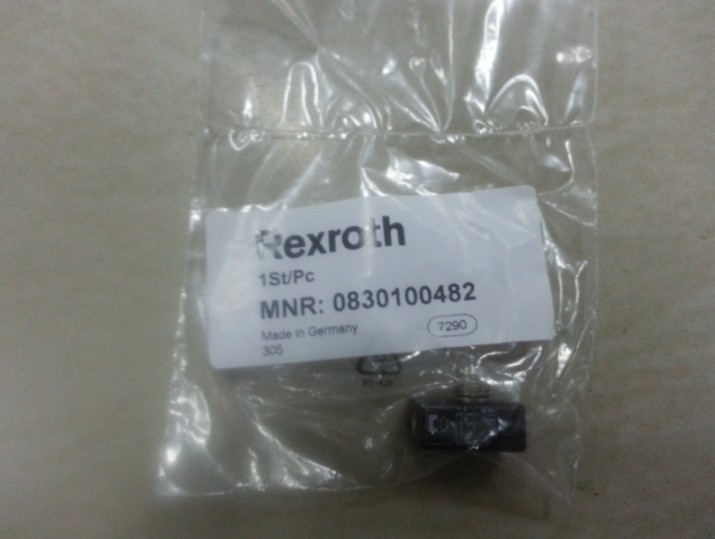 Rexroth
1St/Pc
MNR: 0830100482
Made in Germany
7290
305